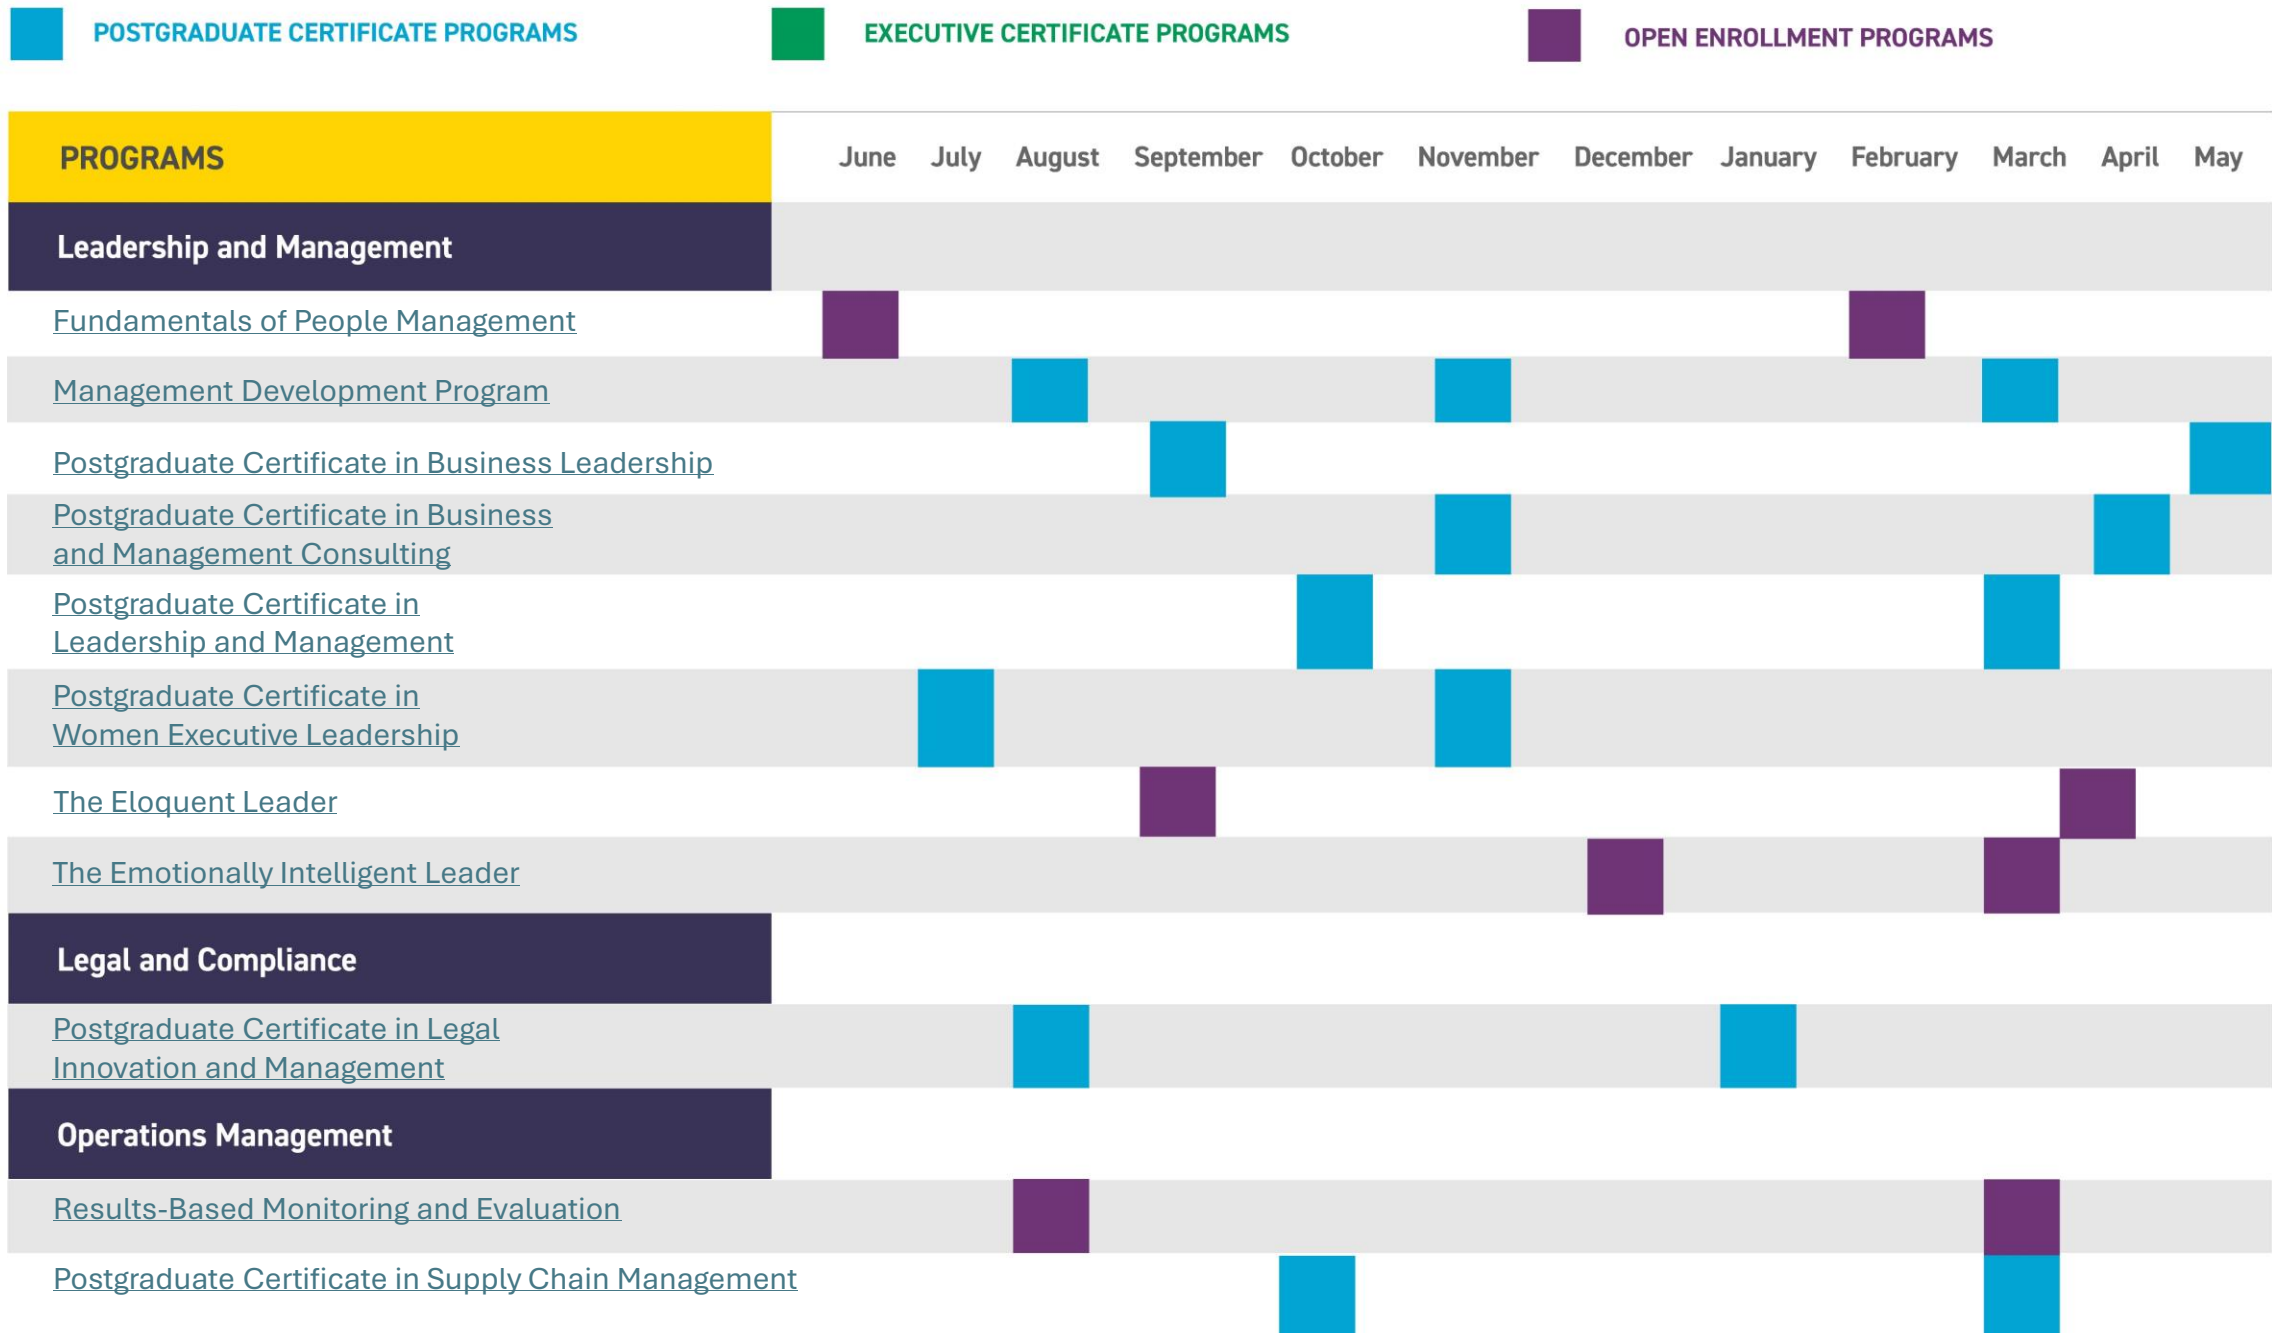 POSTGRADUATE CERTIFICATE PROGRAMS
EXECUTIVE CERTIFICATE PROGRAMS
OPEN ENROLLMENT PROGRAMS
PROGRAMS
June July August September October November December January February March April May
Leadership and Management
Fundamentals of People Management
Management Development Program
Postgraduate Certificate in Business Leadership
Postgraduate Certificate in Business
and Management Consulting
Postgraduate Certificate in
Leadership and Management
Postgraduate Certificate in
Women Executive Leadership
The Eloquent Leader
The Emotionally Intelligent Leader
Legal and Compliance
Postgraduate Certificate in Legal
Innovation and Management
Operations Management
Results-Based Monitoring and Evaluation
Postgraduate Certificate in Supply Chain Management